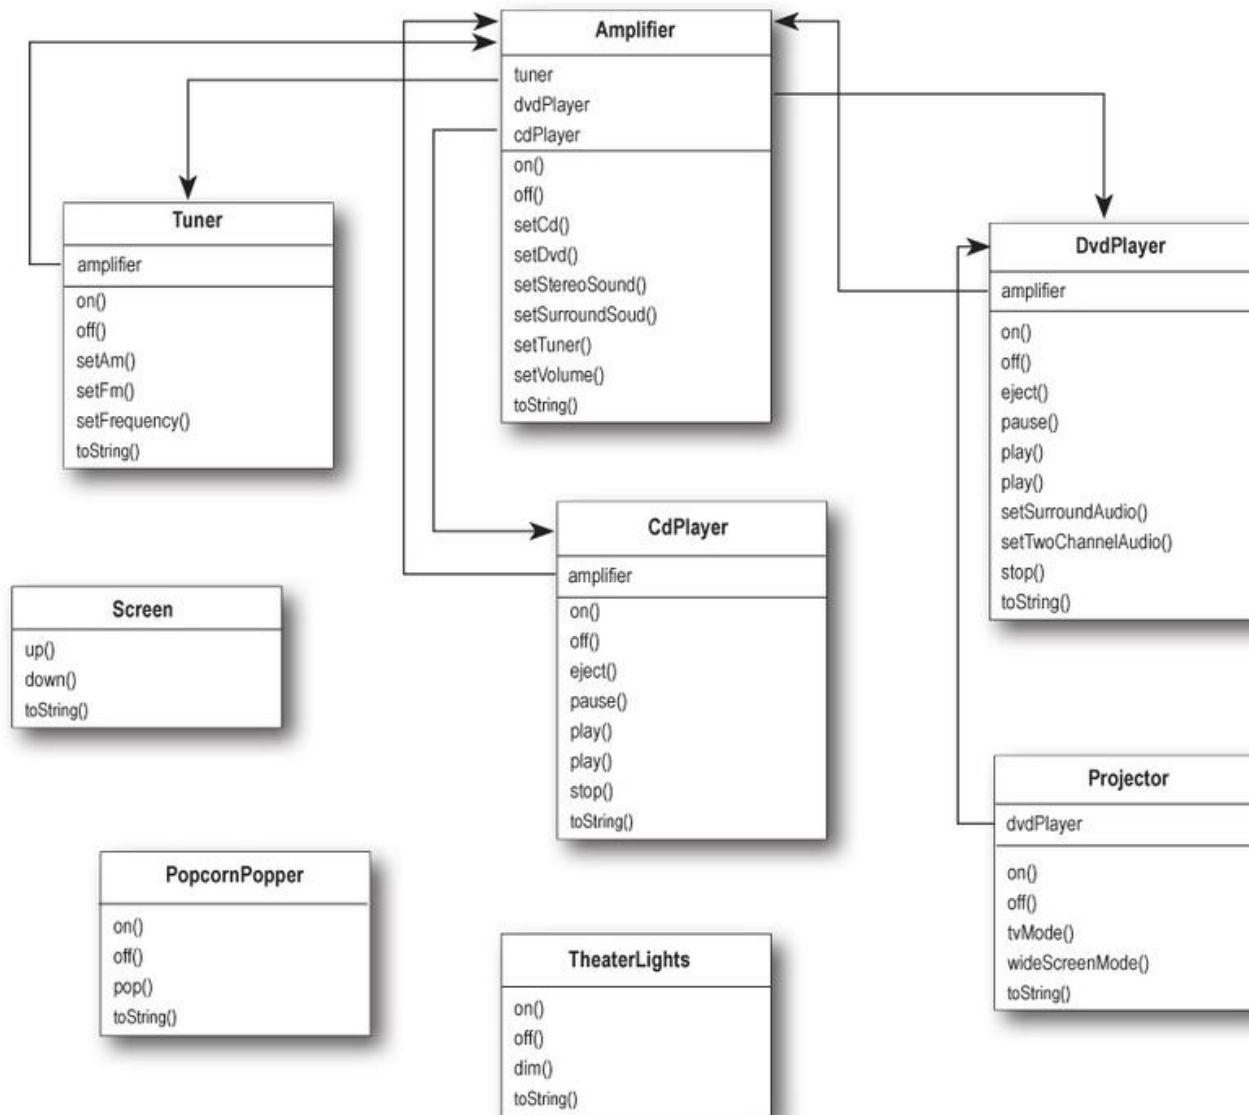 Amplifier
tuner
dvdPlayer
cdPlayer
on()
off()
setCd()
setDvd()
setStereoSound()
setSurroundSoud()
setTuner()
setVolume()
toString()
Tuner
amplifier
on()
off()
setAm()
setFm()
setFrequency()
toString()
DvdPlayer
amplifier
on()
off()
eject()
pause()
play()
play()
setSurroundAudio()
setTwoChannelAudio()
stop()
toString()
CdPlayer
amplifier
on()
off()
eject()
pause()
play()
play()
stop()
toString()
Screen
up()
down()
toString()
Projector
dvdPlayer
on()
off()
tvMode()
wideScreenMode()
toString()
PopcornPopper
on()
off()
pop()
toString()
TheaterLights
on()
off()
dim()
toString()